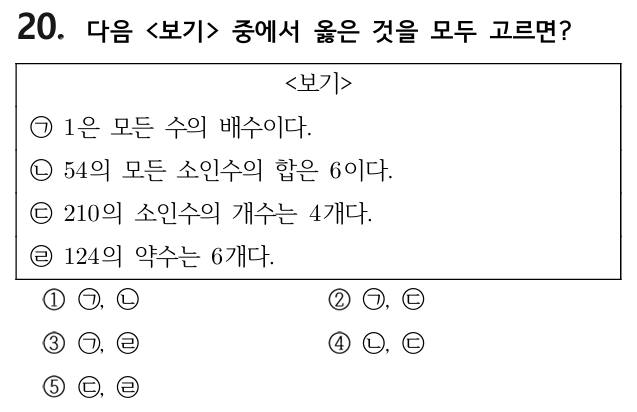 20. 다음 <보기> 중에서 옳은 것을 모두 고르면?
<보기>
㉠ 1은 모든 수의 배수이다.
㉡ 54의 모든 소인수의 합은 6이다.
㉢ 210의 소인수의 개수는 4개다.
㉣ 124의 약수는 6개다.
① ㉠, ㉡ ② ㉠, ㉢
③ ㉠, ㉣ ④ ㉡, ㉢
⑤ ㉢, ㉣